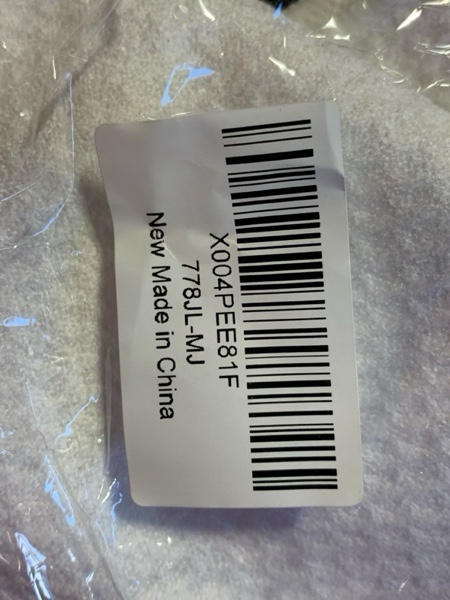 X004PEE81F
778JL-MJ
New Made in China